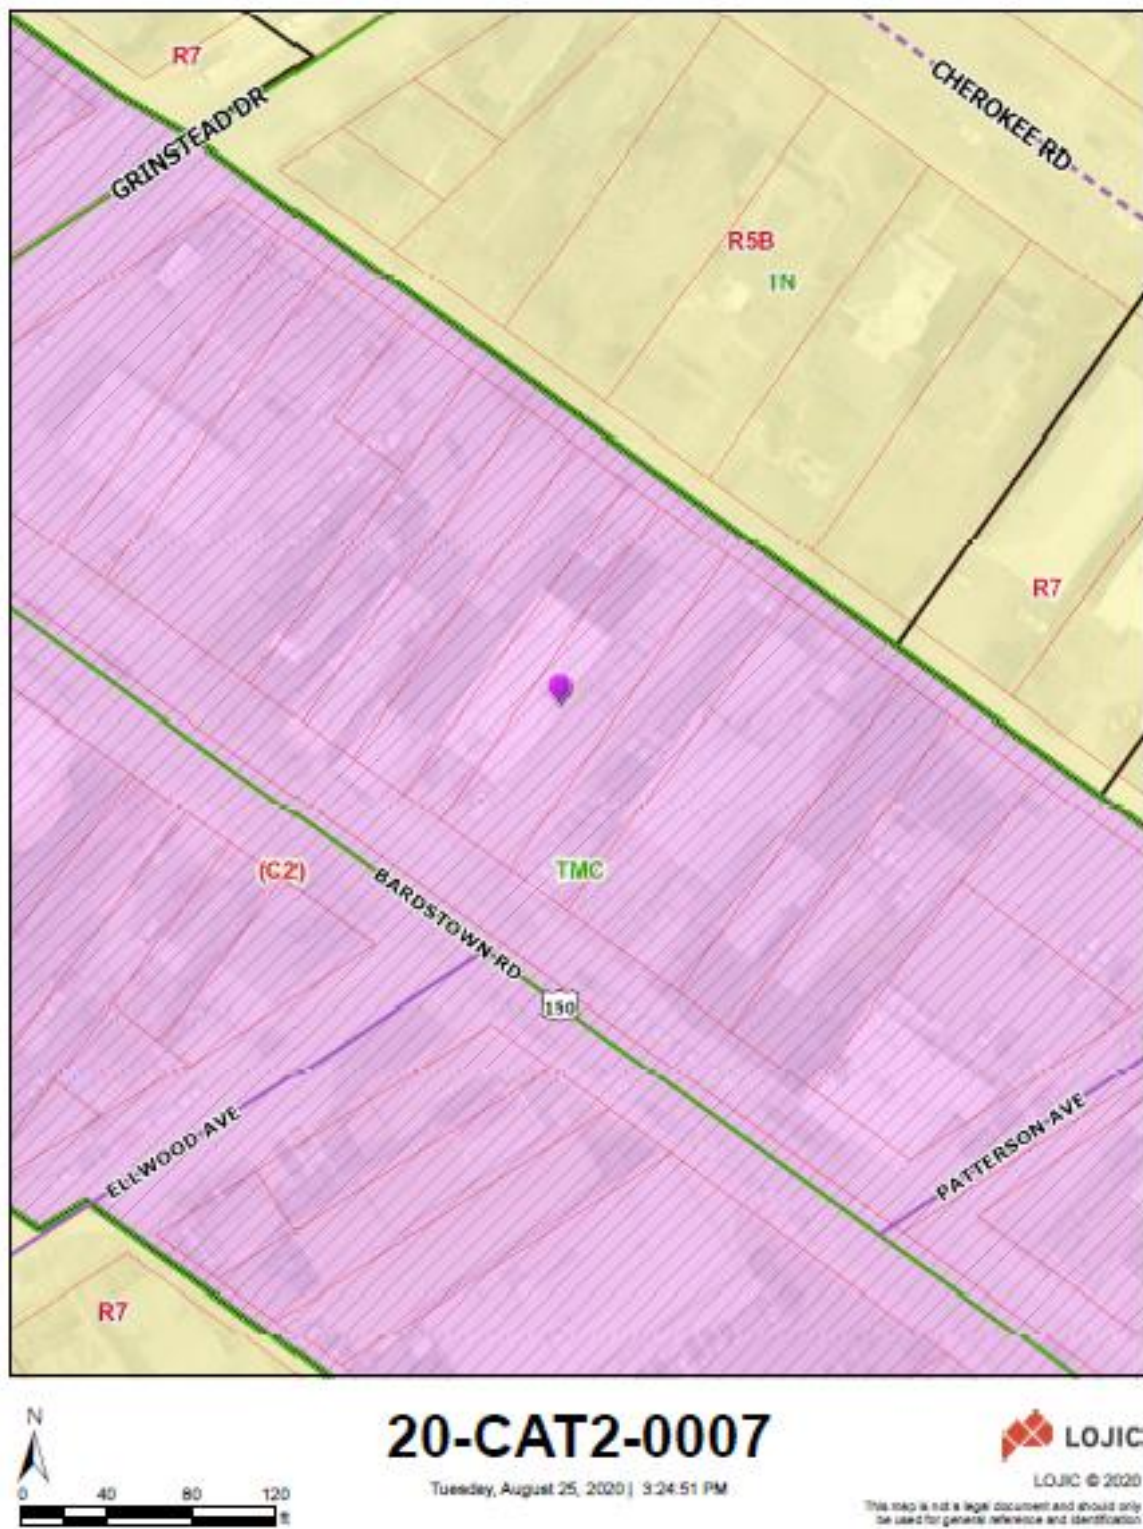 R7
GRINSTEAD DR
CHEROKEE RD
R5B
TN
R7
(C2)
TMC
BARDSTOWN RD
150
ELLWOOD AVE
PATTERSON AVE
R7
N
0 40 80 120
ft
20-CAT2-0007
Tuesday, August 25, 2020 | 3:24:51 PM
LOJIC
LOJIC © 2020
This map is not a legal document and should only
be used for general reference and identification